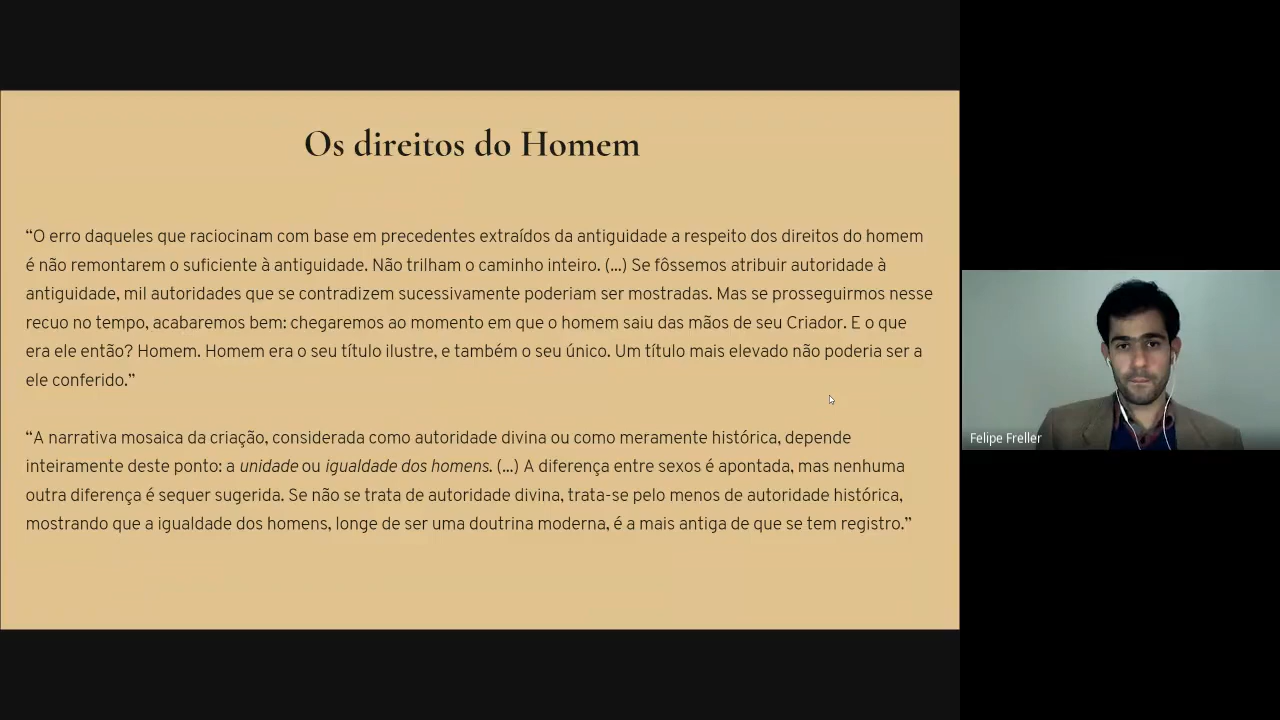 Os direitos do Homem
“O erro daqueles que raciocinam com base em precedentes extraídos da antiguidade a respeito dos direitos do homem
é não remontarem o suficiente à antiguidade. Não trilham o caminho inteiro. (...) Se fôssemos atribuir autoridade à
antiguidade, mil autoridades que se contradizem sucessivamente poderiam ser mostradas. Mas se prosseguirmos nesse
recuo no tempo, acabaremos bem: chegaremos ao momento em que o homem saiu das mãos de seu Criador. E o que
era ele então? Homem. Homem era o seu título ilustre, e também o seu único. Um título mais elevado não poderia ser a
ele conferido.”
“A narrativa mosaica da criação, considerada como autoridade divina ou como meramente histórica, depende
inteiramente deste ponto: a unidade ou igualdade dos homens. (...) A diferença entre sexos é apontada, mas nenhuma
outra diferença é sequer sugerida. Se não se trata de autoridade divina, trata-se pelo menos de autoridade histórica,
mostrando que a igualdade dos homens, longe de ser uma doutrina moderna, é a mais antiga de que se tem registro.”
Felipe Freller